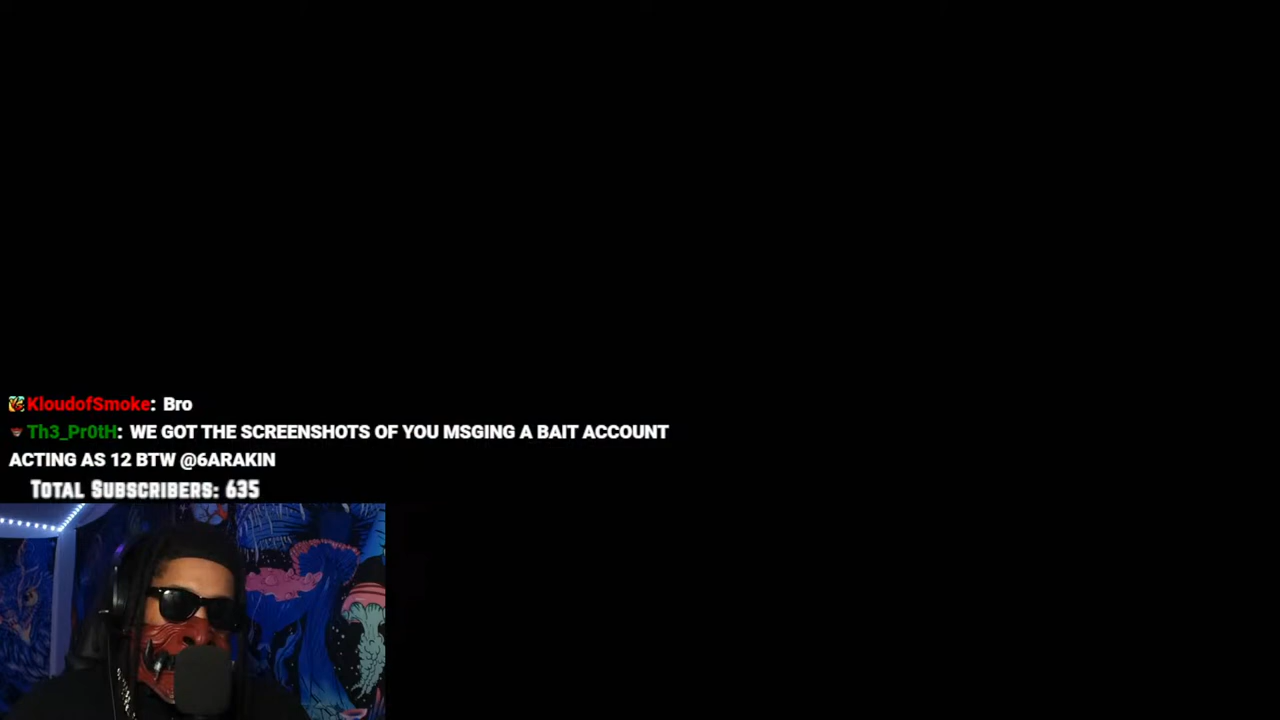 KloudofSmoke: Bro
Th3_Pr0tH: WE GOT THE SCREENSHOTS OF YOU MSGING A BAIT ACCOUNT
ACTING AS 12 BTW @6ARAKIN
TOTAL SUBSCRIBERS: 635